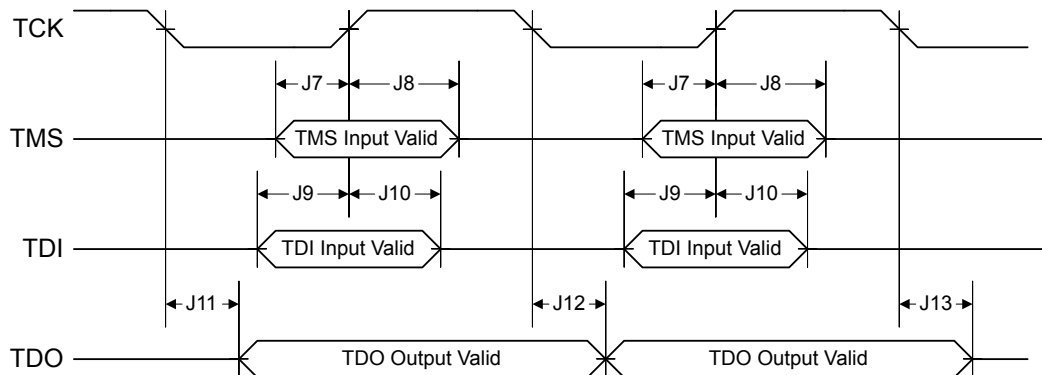 TCK
J7 J8 J7 J8
TMS TMS Input Valid TMS Input Valid
J9 J10 J9 J10
TDI TDI Input Valid TDI Input Valid
J11 J12 J13
TDO TDO Output Valid TDO Output Valid